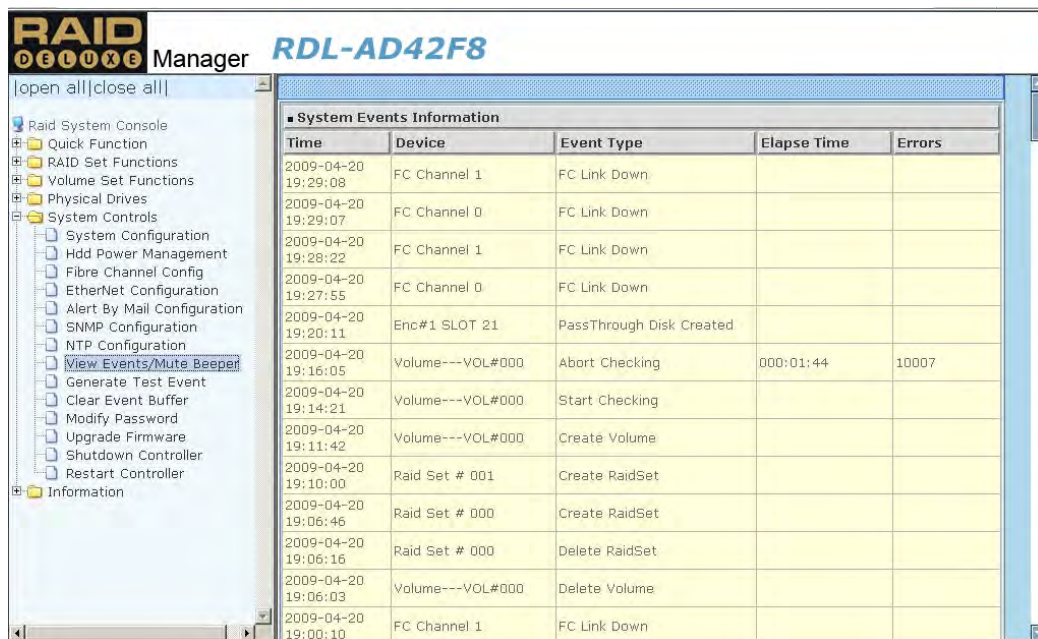 RAID
DELUXE Manager RDL-AD42F8
|open all|close all|
Raid System Console
Quick Function
RAID Set Functions
Volume Set Functions
Physical Drives
System Controls
System Configuration
Hdd Power Management
Fibre Channel Config
EtherNet Configuration
Alert By Mail Configuration
SNMP Configuration
NTP Configuration
View Events/Mute Beeper
Generate Test Event
Clear Event Buffer
Modify Password
Upgrade Firmware
Shutdown Controller
Restart Controller
Information
System Events Information
Time Device Event Type Elapse Time Errors
2009-04-20
19:29:08 FC Channel 1 FC Link Down
2009-04-20
19:29:07 FC Channel 0 FC Link Down
2009-04-20
19:28:22 FC Channel 1 FC Link Down
2009-04-20
19:27:55 FC Channel 0 FC Link Down
2009-04-20
19:20:11 Enc#1 SLOT 21 PassThrough Disk Created
2009-04-20
19:16:05 Volume---VOL#000 Abort Checking 000:01:44 10007
2009-04-20
19:14:21 Volume---VOL#000 Start Checking
2009-04-20
19:11:42 Volume---VOL#000 Create Volume
2009-04-20
19:10:00 Raid Set # 001 Create RaidSet
2009-04-20
19:06:46 Raid Set # 000 Create RaidSet
2009-04-20
19:06:16 Raid Set # 000 Delete RaidSet
2009-04-20
19:06:03 Volume---VOL#000 Delete Volume
2009-04-20
19:00:10 FC Channel 1 FC Link Down